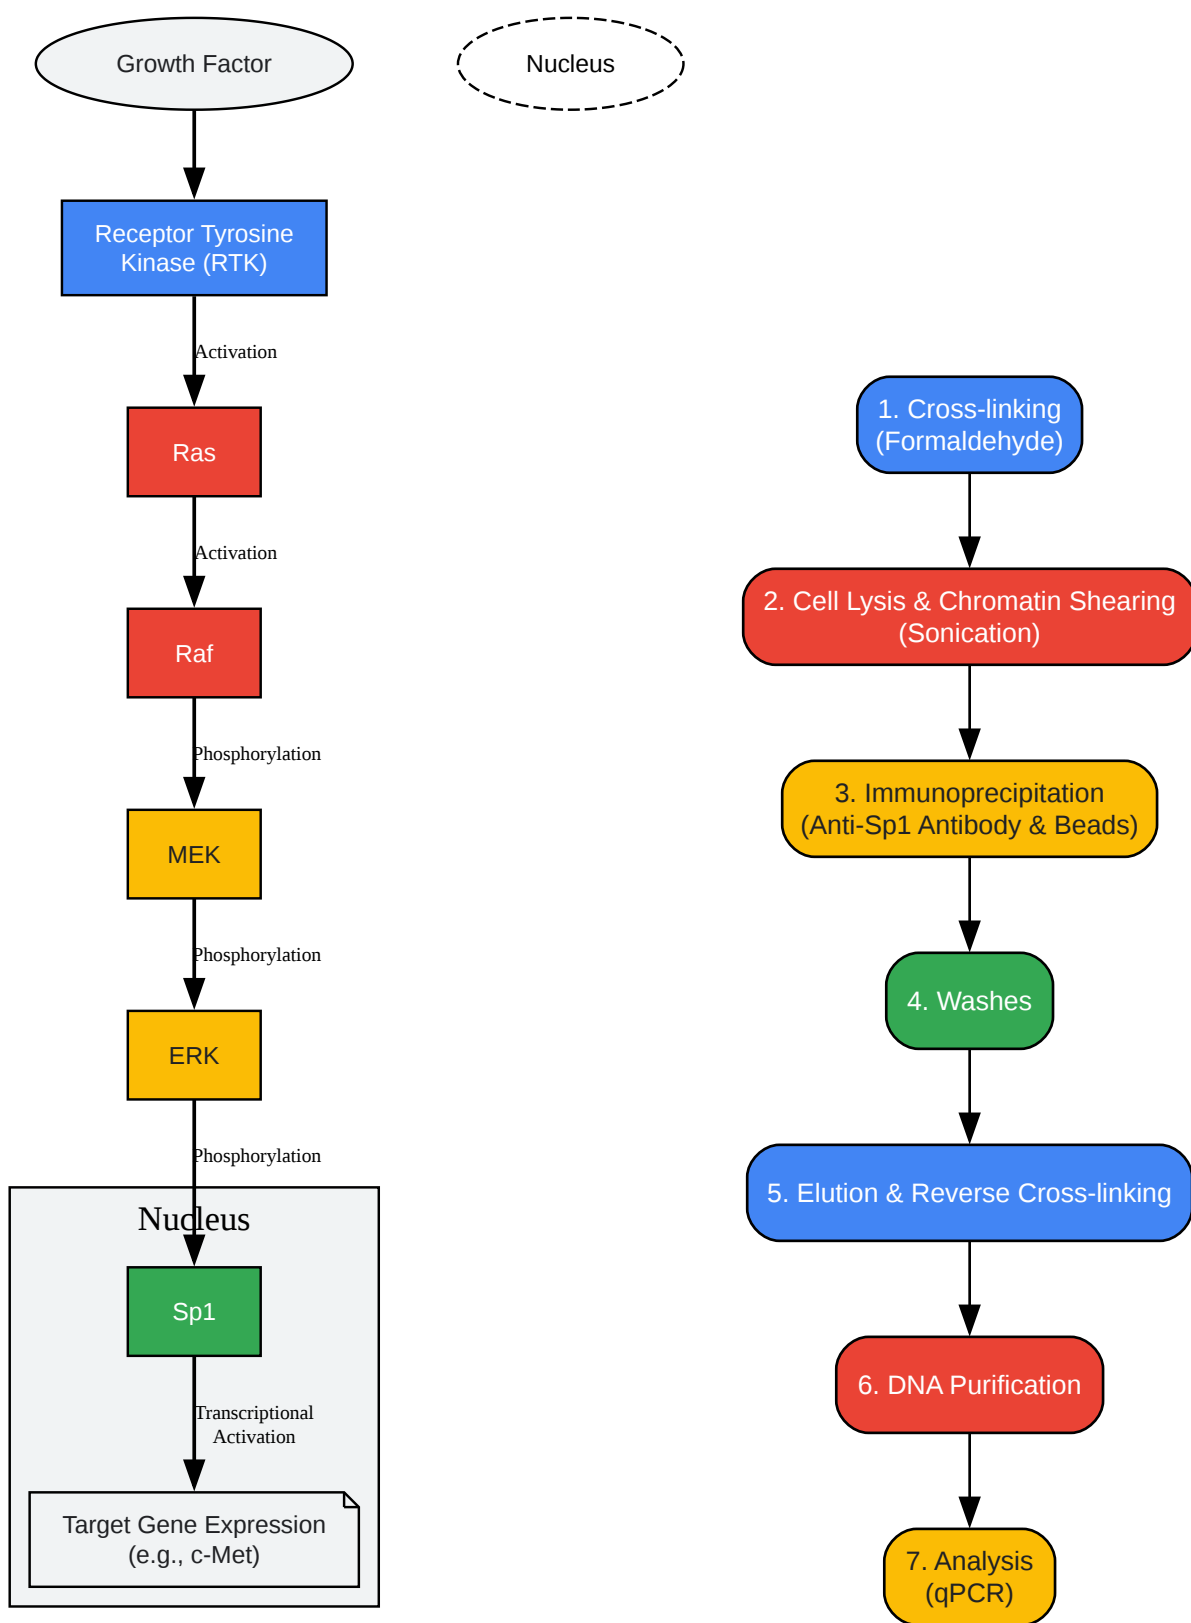 Growth Factor
Nucleus
Receptor Tyrosine
Kinase (RTK)
Activation
Ras
Activation
Raf
Phosphorylation
MEK
Phosphorylation
ERK
Phosphorylation
Nucleus
Sp1
Transcriptional
Activation
Target Gene Expression
(e.g., c-Met)
1. Cross-linking
(Formaldehyde)
2. Cell Lysis & Chromatin Shearing
(Sonication)
3. Immunoprecipitation
(Anti-Sp1 Antibody & Beads)
4. Washes
5. Elution & Reverse Cross-linking
6. DNA Purification
7. Analysis
(qPCR)